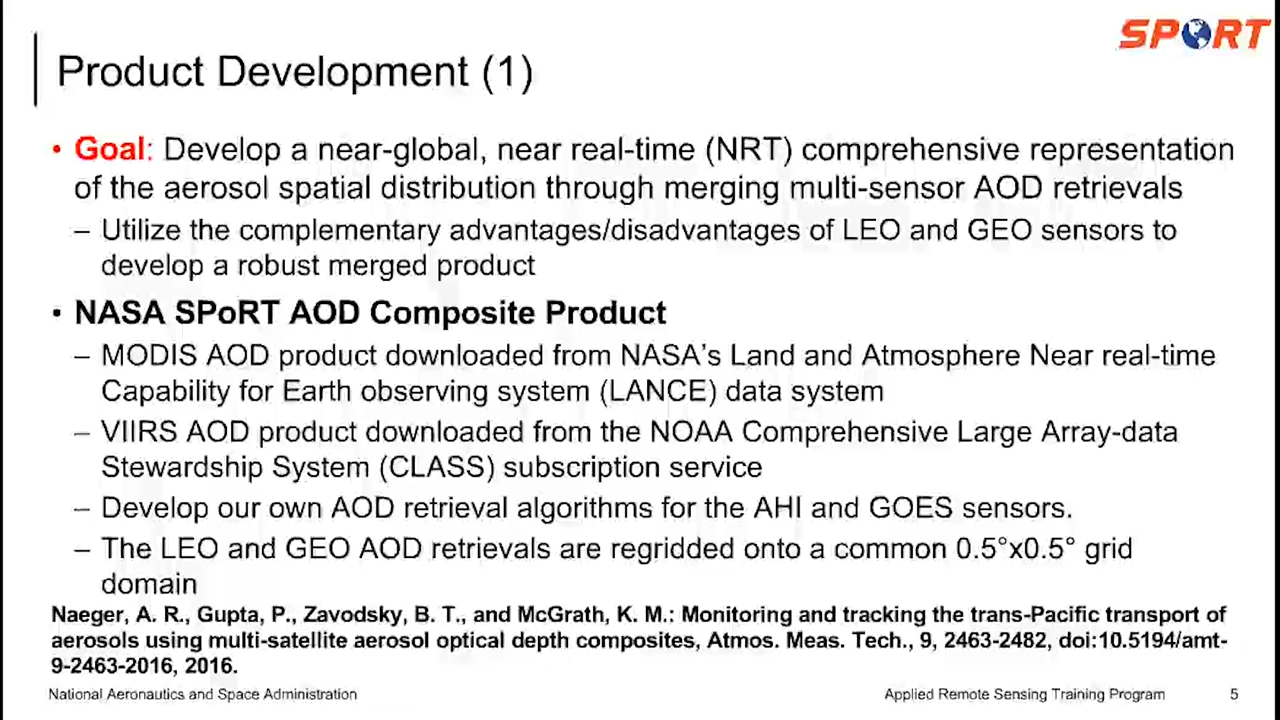 SPORT
Product Development (1)
• Goal: Develop a near-global, near real-time (NRT) comprehensive representation
of the aerosol spatial distribution through merging multi-sensor AOD retrievals
– Utilize the complementary advantages/disadvantages of LEO and GEO sensors to
develop a robust merged product
• NASA SPoRT AOD Composite Product
– MODIS AOD product downloaded from NASA's Land and Atmosphere Near real-time
Capability for Earth observing system (LANCE) data system
– VIIRS AOD product downloaded from the NOAA Comprehensive Large Array-data
Stewardship System (CLASS) subscription service
– Develop our own AOD retrieval algorithms for the AHI and GOES sensors.
– The LEO and GEO AOD retrievals are regridded onto a common 0.5°x0.5° grid
domain
Naeger, A. R., Gupta, P., Zavodsky, B. T., and McGrath, K. M.: Monitoring and tracking the trans-Pacific transport of
aerosols using multi-satellite aerosol optical depth composites, Atmos. Meas. Tech., 9, 2463-2482, doi:10.5194/amt-
9-2463-2016, 2016.
National Aeronautics and Space Administration
Applied Remote Sensing Training Program
5